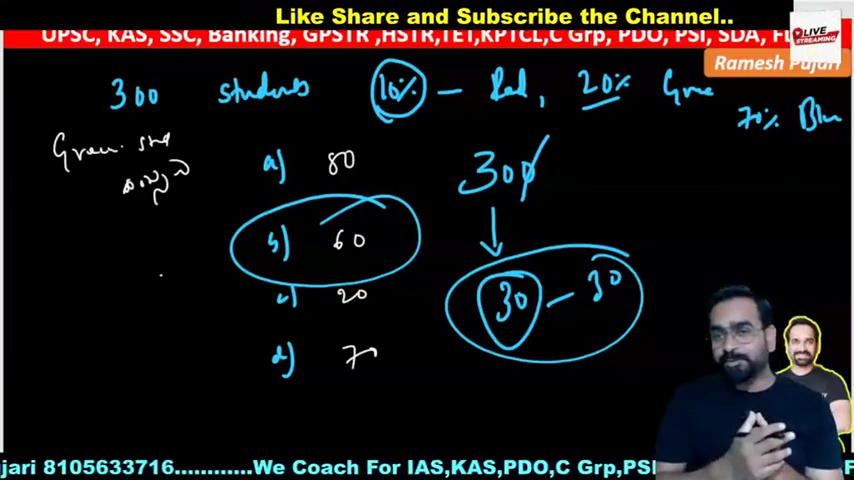 Like Share and Subscribe the Channel..
UPSC, KAS, SSC, Banking, GPSTR ,HSTR,TET,KPTCL,C Grp, PDO, PSI, SDA,
LIVE
STREAMING
Ramesh Pujari
300 students 10% – Red, 20% Gree
70% Blu
Green
a) 80
300
b) 60
30 – 30
c) 20
d) 70
jari 8105633716............We Coach For IAS,KAS,PDO,C Grp,PSI